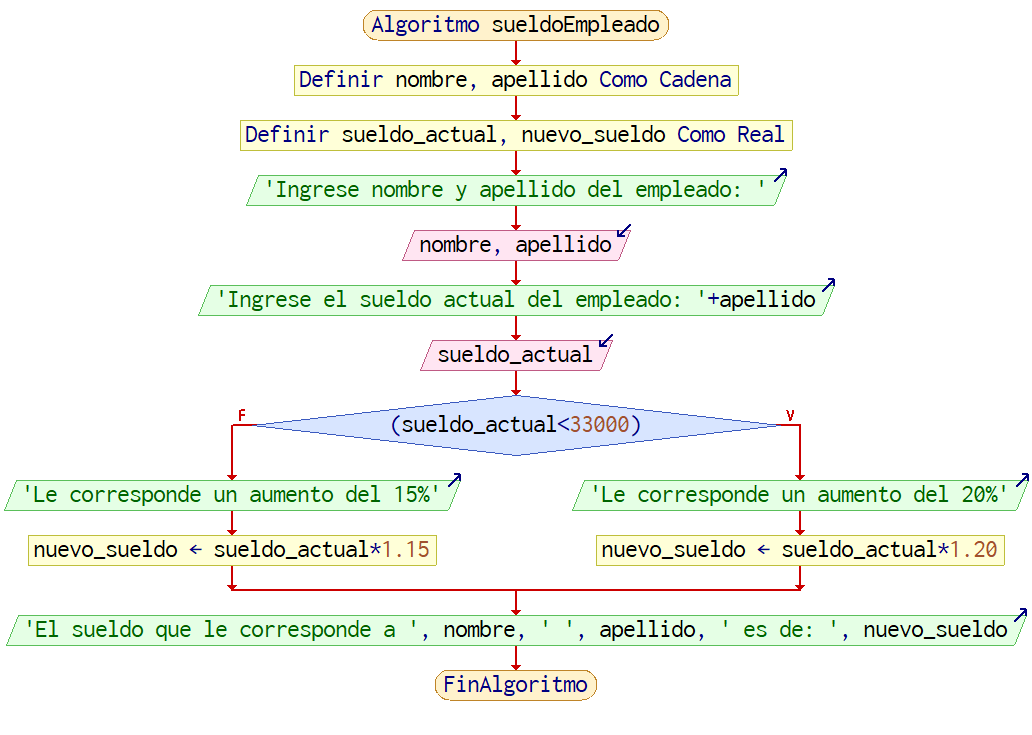 Algoritmo sueldoEmpleado
Definir nombre, apellido Como Cadena
Definir sueldo_actual, nuevo_sueldo Como Real
'Ingrese nombre y apellido del empleado: '
nombre, apellido
'Ingrese el sueldo actual del empleado: '+apellido
sueldo_actual
F
V
(sueldo_actual<33000)
'Le corresponde un aumento del 15%'
'Le corresponde un aumento del 20%'
nuevo_sueldo ← sueldo_actual*1.15
nuevo_sueldo ← sueldo_actual*1.20
'El sueldo que le corresponde a ', nombre, ' ', apellido, ' es de: ', nuevo_sueldo
FinAlgoritmo